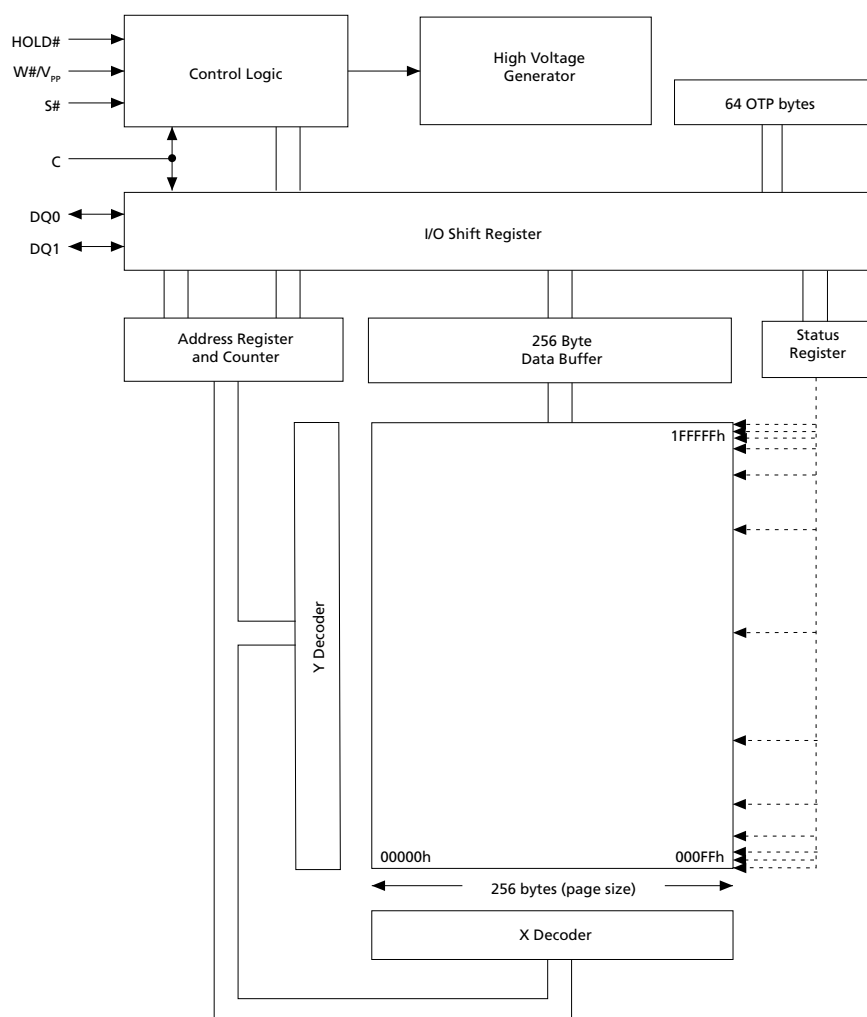 HOLD#
W#/VPP
S#
Control Logic
High Voltage
Generator
64 OTP bytes
C
DQ0
DQ1
I/O Shift Register
Address Register
and Counter
256 Byte
Data Buffer
Status
Register
1FFFFFh
Y Decoder
00000h
000FFh
256 bytes (page size)
X Decoder